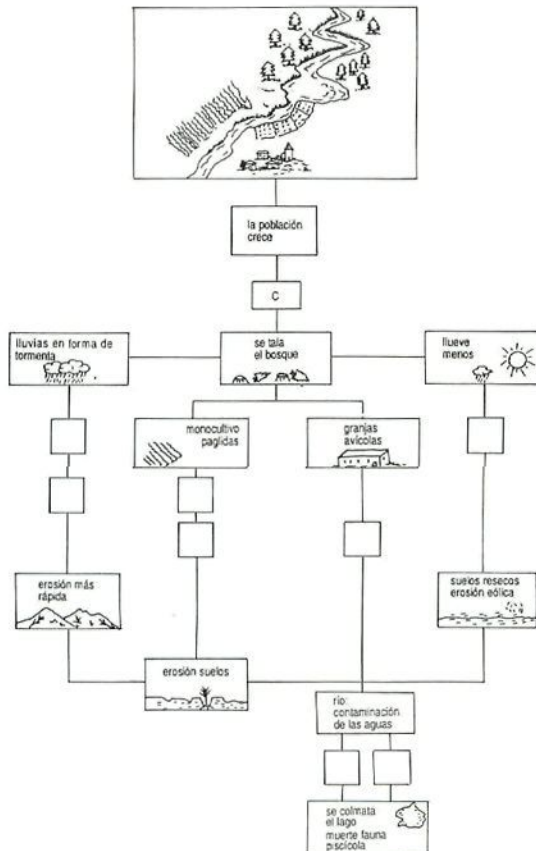 la población
crece
C
lluvias en forma de
tormenta
se tala
el bosque
llueve
menos
monocultivo
paglidas
granjas
avícolas
erosión más
rápida
suelos resecos
erosión eólica
erosión suelos
río:
contaminación
de las aguas
se colmata
el lago
muerte fauna
piscícola